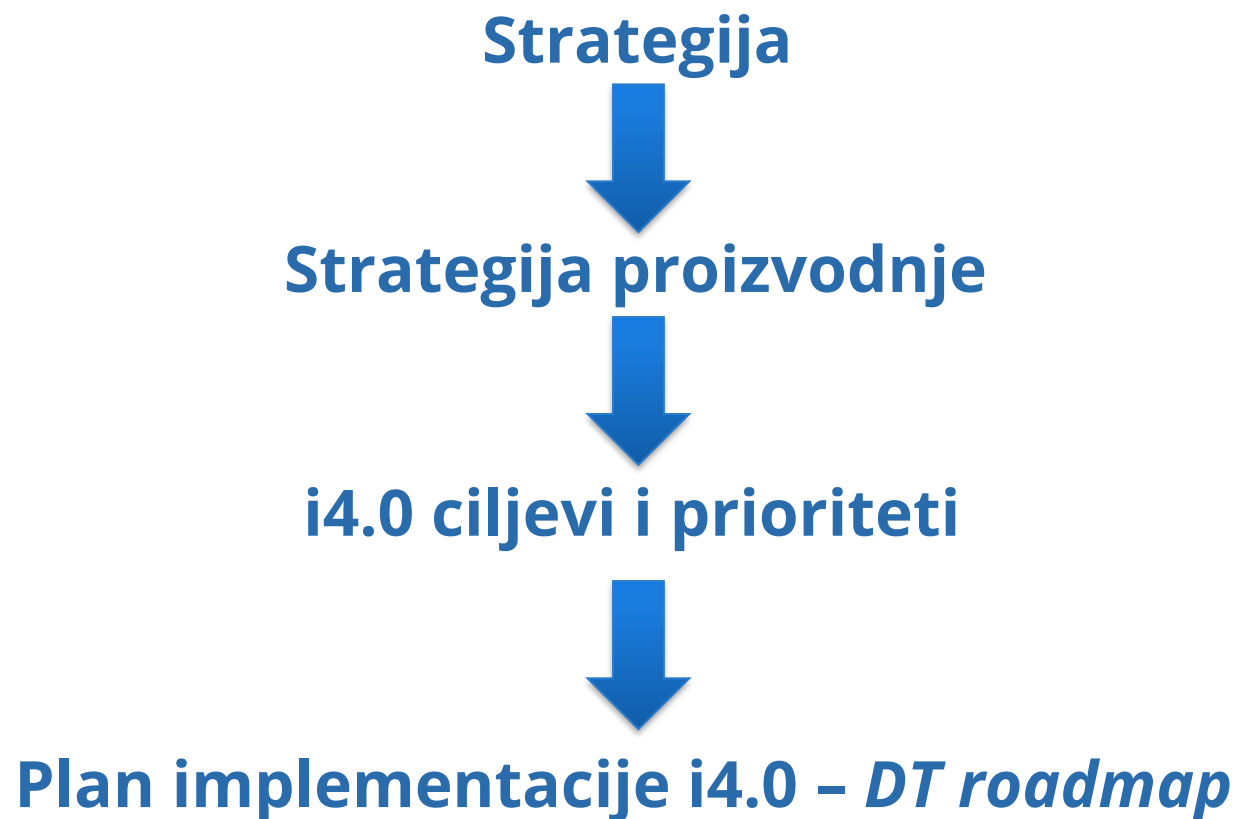 Strategija
Strategija proizvodnje
i4.0 ciljevi i prioriteti
Plan implementacije i4.0 – DT roadmap